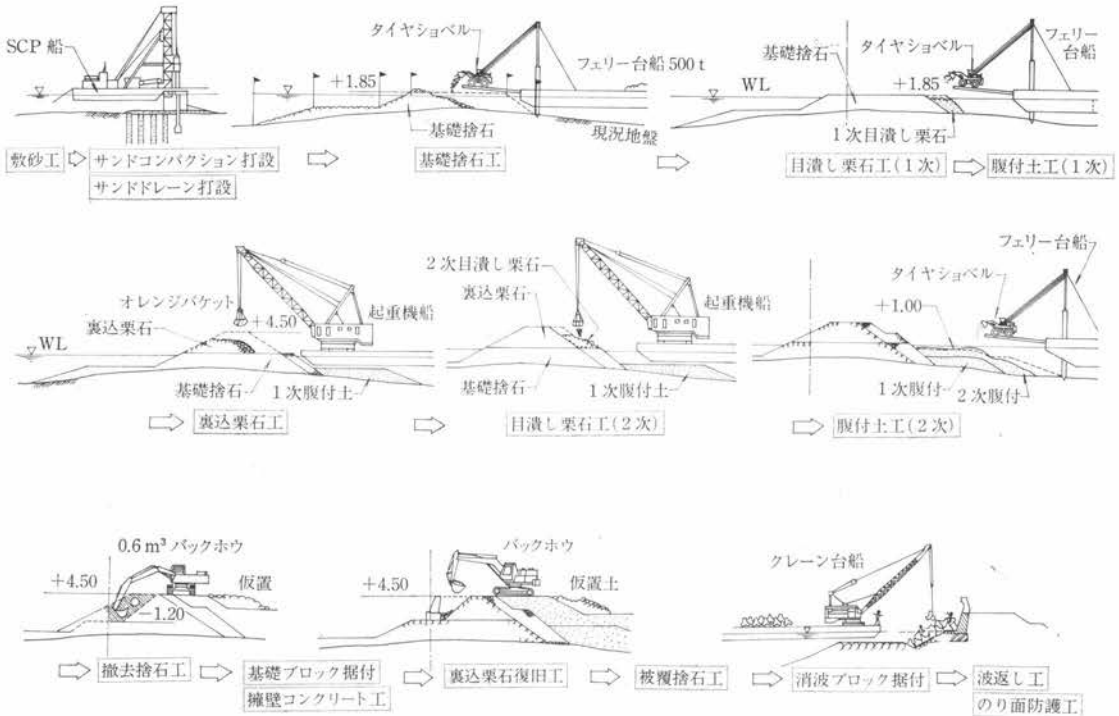 SCP 船
タイヤショベル
フェリー台船 500 t
+1.85
基礎捨石
現況地盤
敷砂工
サンドコンパクション打設
サンドドレーン打設
基礎捨石工
基礎捨石
タイヤショベル
フェリー
台船
WL
+1.85
1次目潰し栗石
目潰し栗石工(1次)
腹付土工(1次)
オレンジバケット
裏込栗石
+4.50
起重機船
WL
基礎捨石
1次腹付土
裏込栗石工
2次目潰し栗石
裏込栗石
起重機船
基礎捨石
1次腹付土
目潰し栗石工(2次)
フェリー台船
タイヤショベル
+1.00
1次腹付
2次腹付
腹付土工(2次)
0.6 m³ バックホウ
+4.50
仮置
-1.20
撤去捨石工
基礎ブロック据付
擁壁コンクリート工
バックホウ
+4.50
仮置土
裏込栗石復旧工
被覆捨石工
クレーン台船
消波ブロック据付
波返し工
のり面防護工